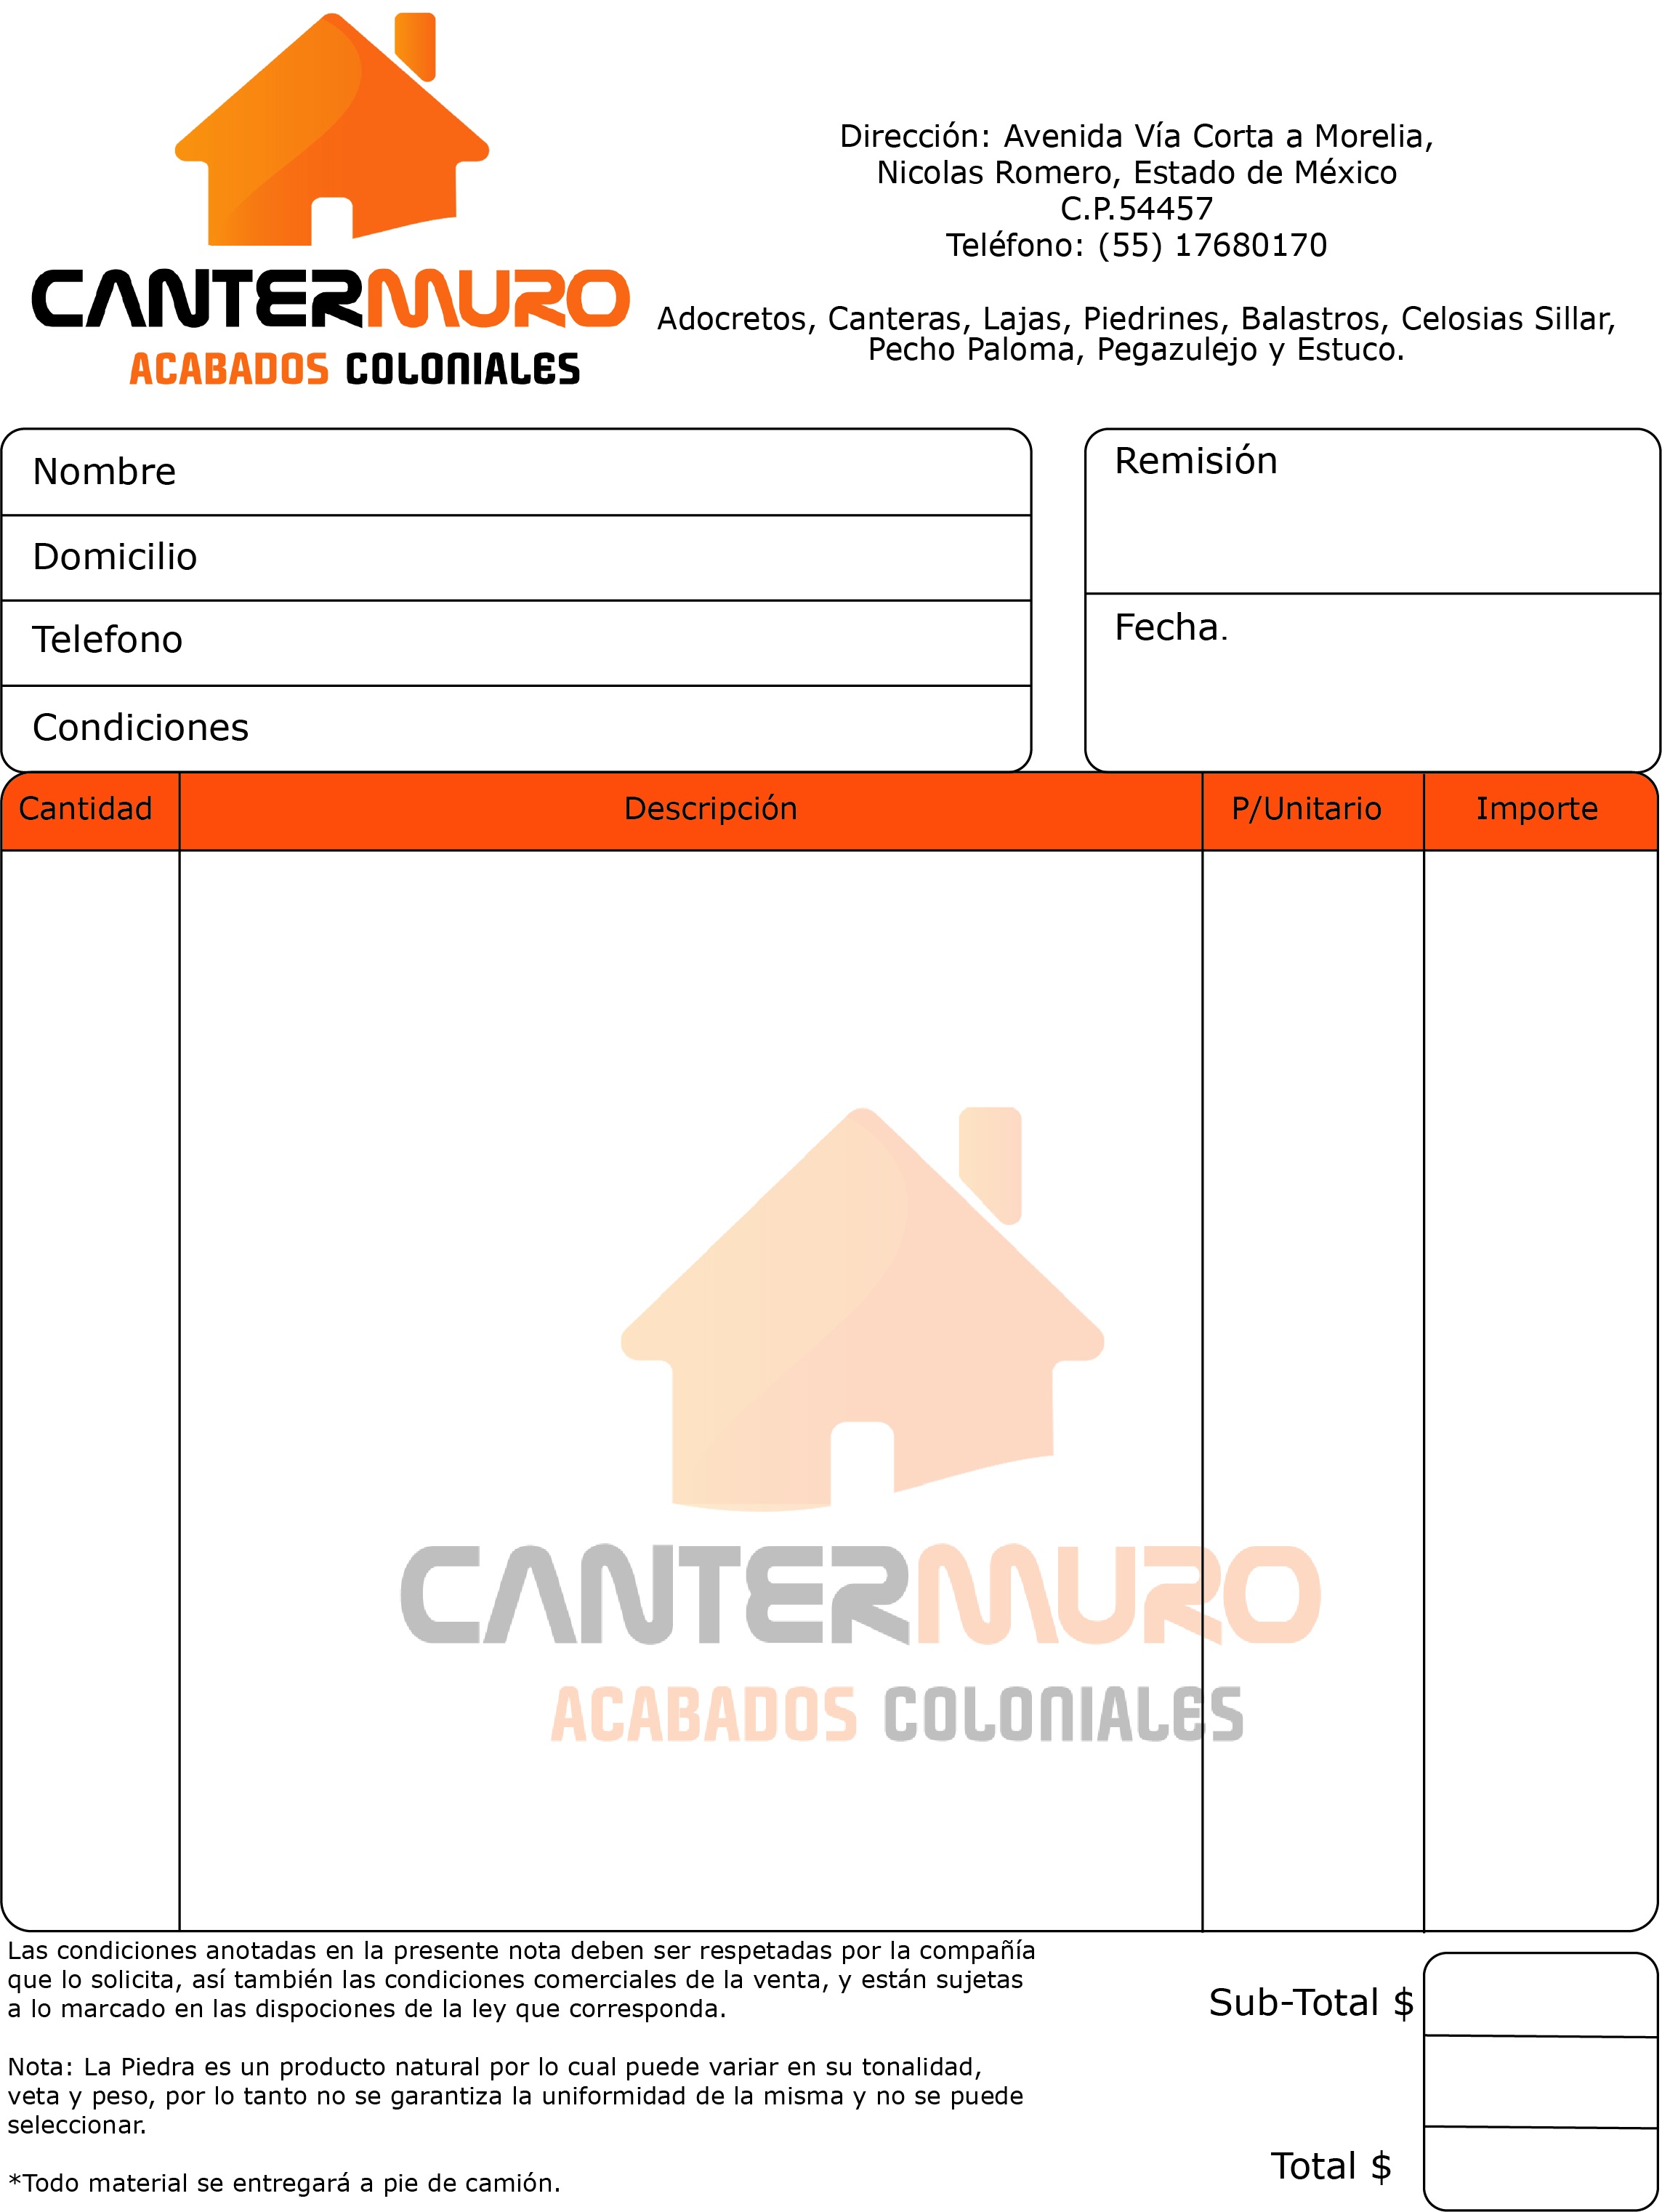 CANTERMURO
ACABADOS COLONIALES
Dirección: Avenida Vía Corta a Morelia,
Nicolas Romero, Estado de México
C.P.54457
Teléfono: (55) 17680170
Adocretos, Canteras, Lajas, Piedrines, Balastros, Celosias Sillar,
Pecho Paloma, Pegazulejo y Estuco.
Nombre
Domicilio
Telefono
Condiciones
Remisión
Fecha.
Cantidad Descripción P/Unitario Importe
CANTERMURO
ACABADOS COLONIALES
Las condiciones anotadas en la presente nota deben ser respetadas por la compañía
que lo solicita, así también las condiciones comerciales de la venta, y están sujetas
a lo marcado en las dispociones de la ley que corresponda.
Nota: La Piedra es un producto natural por lo cual puede variar en su tonalidad,
veta y peso, por lo tanto no se garantiza la uniformidad de la misma y no se puede
seleccionar.
*Todo material se entregará a pie de camión.
Sub-Total $
Total $